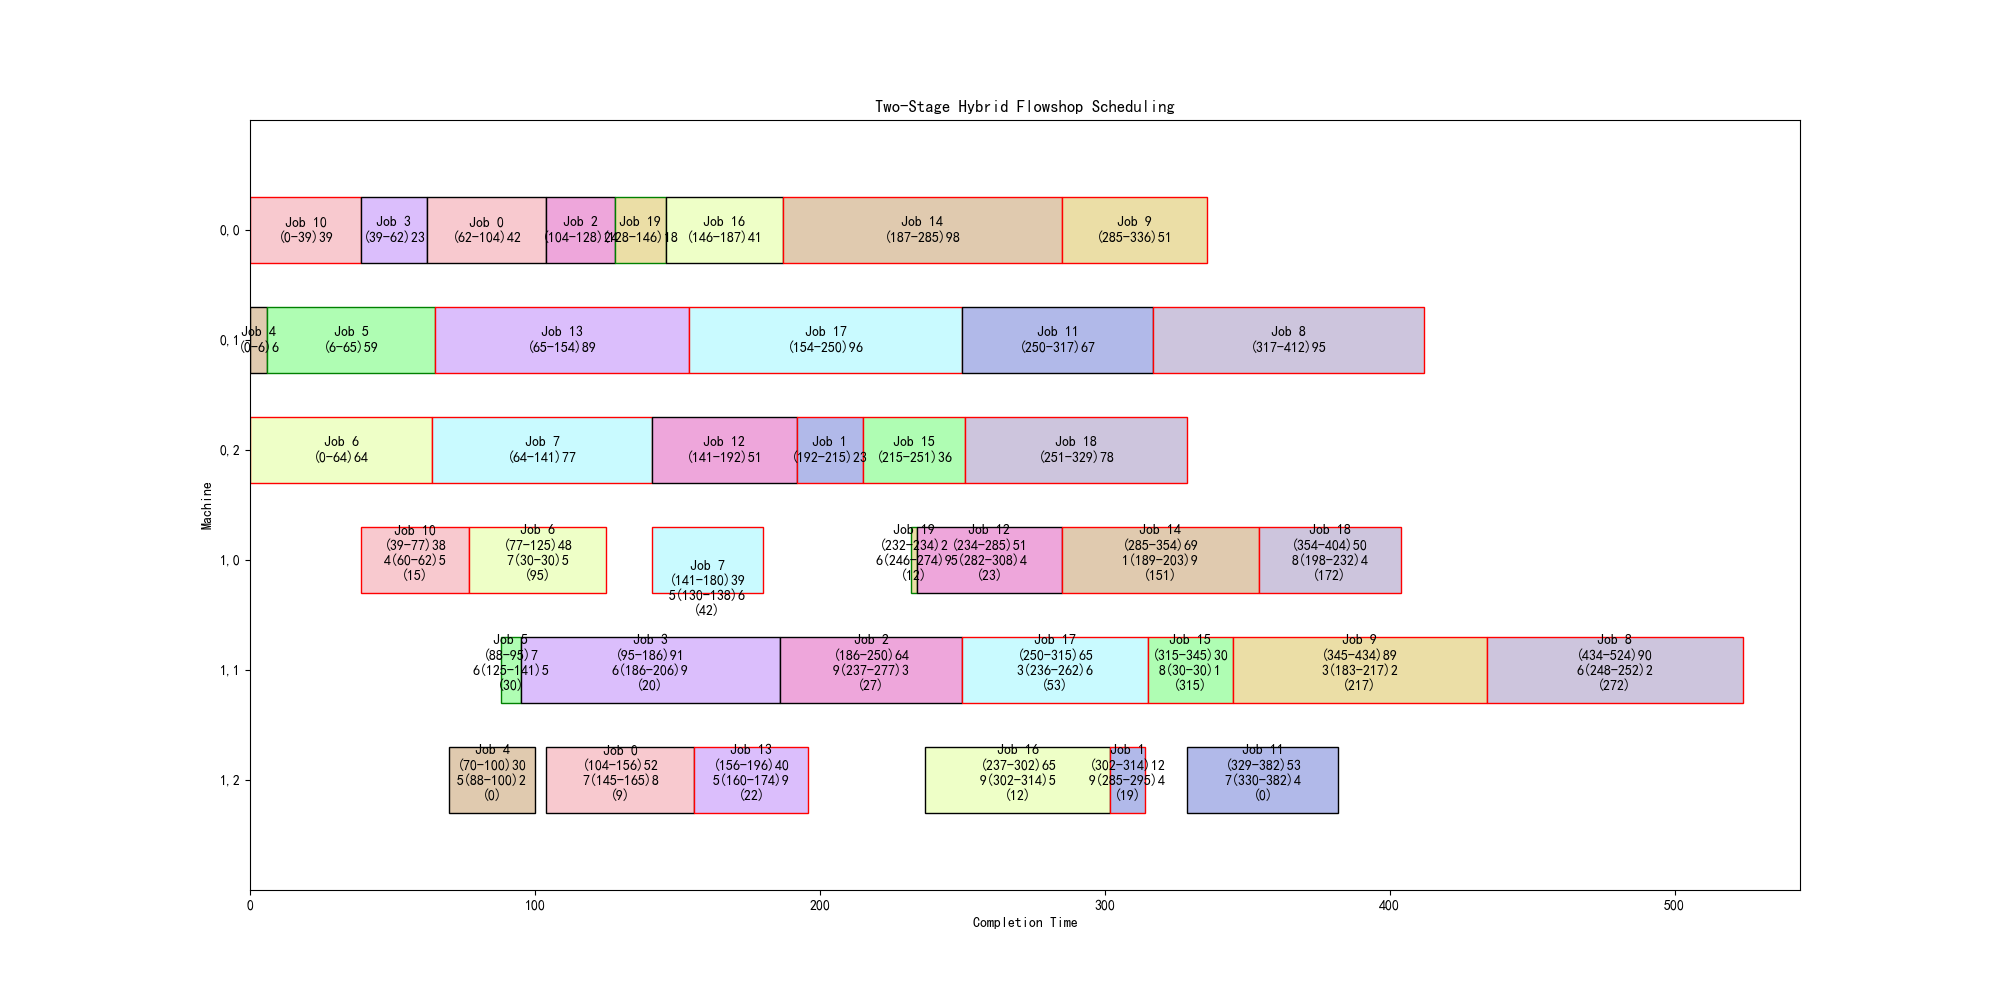 Two-Stage Hybrid Flowshop Scheduling
Machine
0,0
Job 10
(0-39)39
Job 3
(39-62)23
Job 0
(62-104)42
Job 2
(104-128)24
Job 19
(128-146)18
Job 16
(146-187)41
Job 14
(187-285)98
Job 9
(285-336)51
0,1
Job 4
(0-6)6
Job 5
(6-65)59
Job 13
(65-154)89
Job 17
(154-250)96
Job 11
(250-317)67
Job 8
(317-412)95
0,2
Job 6
(0-64)64
Job 7
(64-141)77
Job 12
(141-192)51
Job 1
(192-215)23
Job 15
(215-251)36
Job 18
(251-329)78
1,0
Job 10
(39-77)38
4(60-62)5
(15)
Job 6
(77-125)48
7(30-30)5
(95)
Job 7
(141-180)39
5(130-138)6
(42)
Job 19
(232-234)2
6(246-274)9
(12)
Job 12
(234-285)51
5(282-308)4
(23)
Job 14
(285-354)69
1(189-203)9
(151)
Job 18
(354-404)50
8(198-232)4
(172)
1,1
Job 5
(88-95)7
6(125-141)5
(30)
Job 3
(95-186)91
6(186-206)9
(20)
Job 2
(186-250)64
9(237-277)3
(27)
Job 17
(250-315)65
3(236-262)6
(53)
Job 15
(315-345)30
8(30-30)1
(315)
Job 9
(345-434)89
3(183-217)2
(217)
Job 8
(434-524)90
6(248-252)2
(272)
1,2
Job 4
(70-100)30
5(88-100)2
(0)
Job 0
(104-156)52
7(145-165)8
(9)
Job 13
(156-196)40
5(160-174)9
(22)
Job 16
(237-302)65
9(302-314)5
(12)
Job 1
(302-314)12
9(285-295)4
(19)
Job 11
(329-382)53
7(330-382)4
(0)
0
100
200
300
400
500
Completion Time